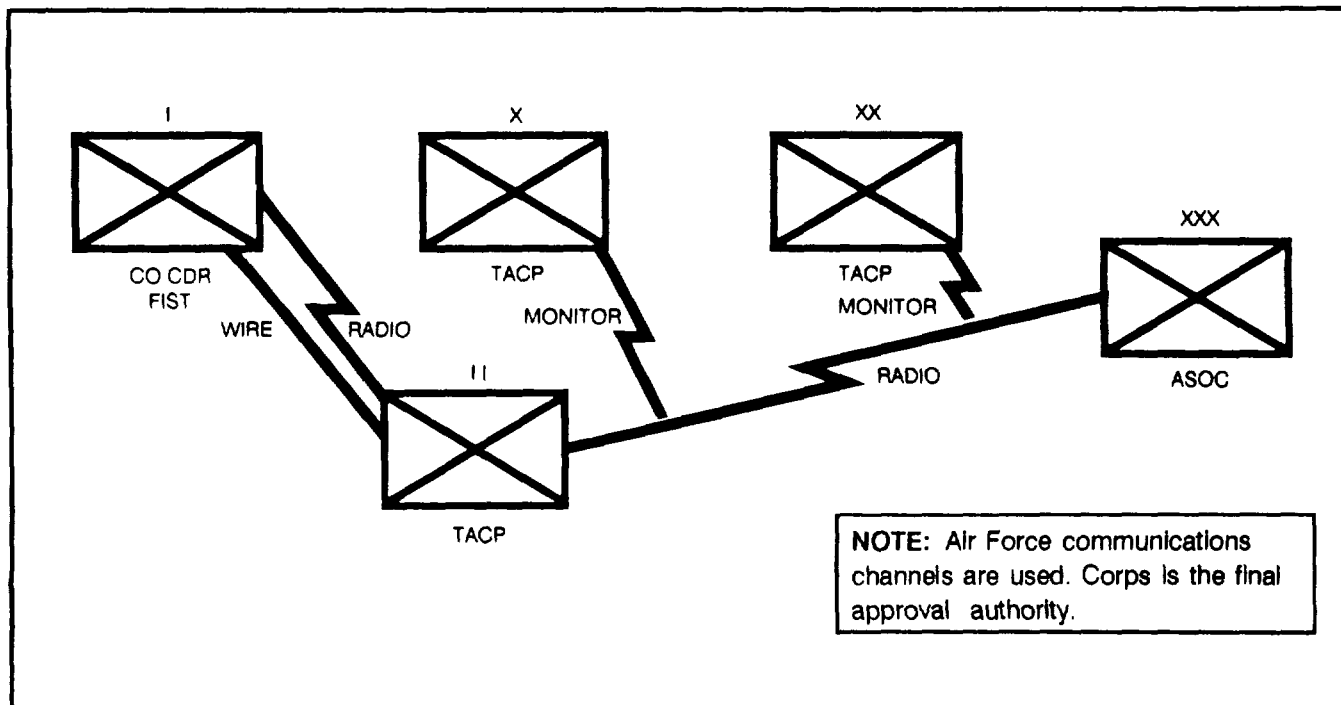 I
X
XX
XXX
CO CDR
FIST
TACP
TACP
MONITOR
MONITOR
WIRE
RADIO
RADIO
ASOC
II
TACP
NOTE: Air Force communications
channels are used. Corps is the final
approval authority.